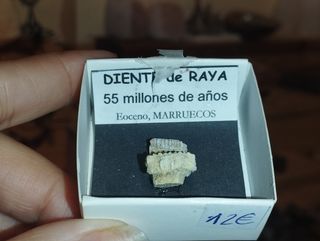 DIENTE de RAYA
55 millones de años
Eoceno, MARRUECOS
12€